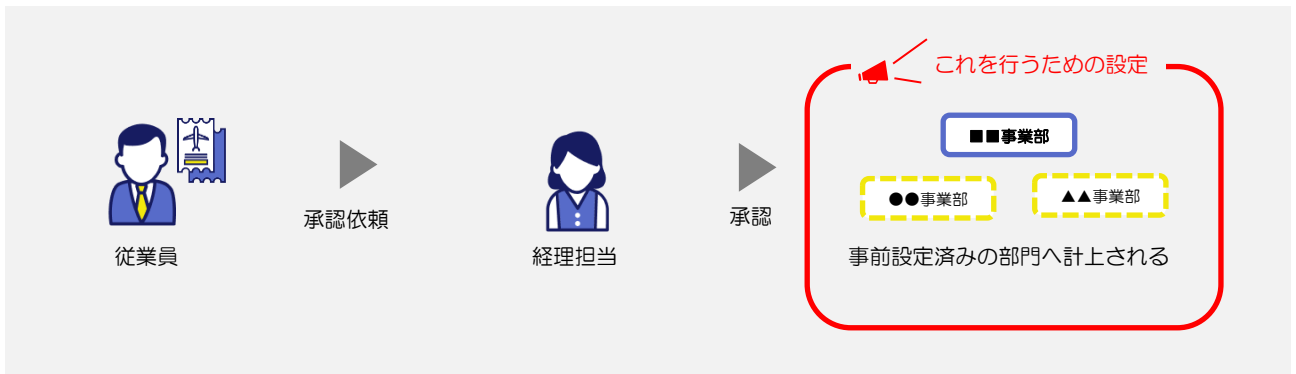 これを行うための設定
■■事業部
●●事業部
▲▲事業部
承認依頼
承認
従業員
経理担当
事前設定済みの部門へ計上される